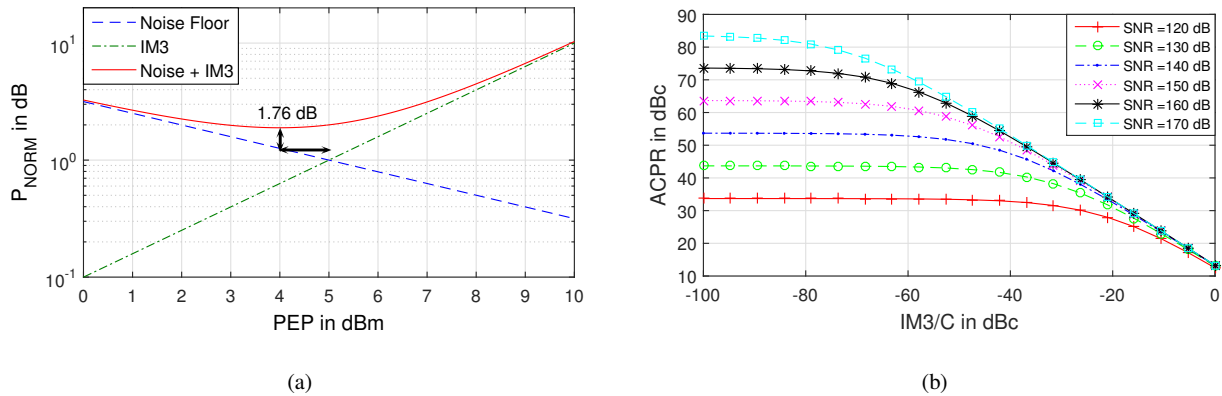 Noise Floor
IM3
Noise + IM3
1.76 dB
10^1
10^0
10^-1
P_NORM in dB
0 1 2 3 4 5 6 7 8 9 10
PEP in dBm
(a)
SNR =120 dB
SNR =130 dB
SNR =140 dB
SNR =150 dB
SNR =160 dB
SNR =170 dB
90
80
70
60
50
40
30
20
10
ACPR in dBc
-100 -80 -60 -40 -20 0
IM3/C in dBc
(b)